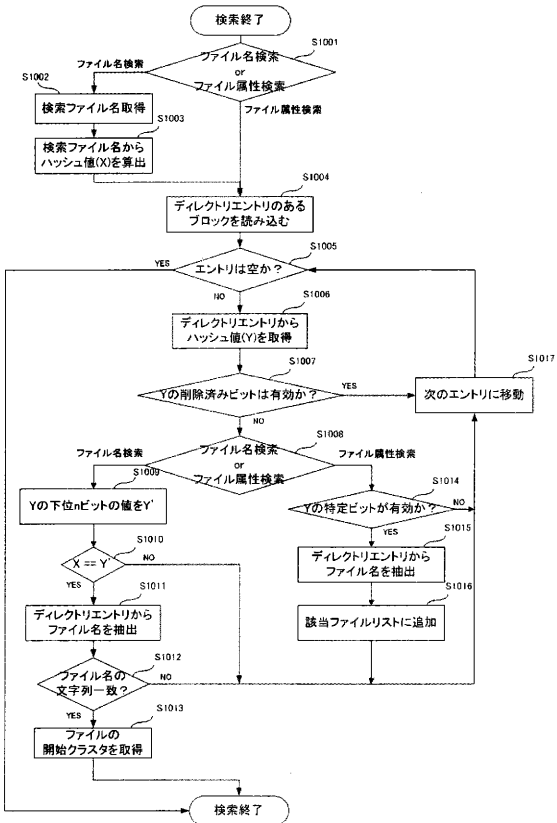 検索終了
S1001
ファイル名検索
or
ファイル属性検索
ファイル名検索
ファイル属性検索
S1002
検索ファイル名取得
S1003
検索ファイル名から
ハッシュ値(X)を算出
S1004
ディレクトリエントリのある
ブロックを読み込む
S1005
エントリは空か？
YES
NO
S1006
ディレクトリエントリから
ハッシュ値(Y)を取得
S1007
Yの削除済みビットは有効か？
YES
NO
S1017
次のエントリに移動
S1008
ファイル名検索
or
ファイル属性検索
ファイル名検索
ファイル属性検索
S1009
Yの下位nビットの値をY'
S1014
Yの特定ビットが有効か？
NO
YES
S1010
X == Y'
NO
YES
S1015
ディレクトリエントリから
ファイル名を抽出
S1011
ディレクトリエントリから
ファイル名を抽出
S1016
該当ファイルリストに追加
S1012
ファイル名の
文字列一致？
NO
YES
S1013
ファイルの
開始クラスタを取得
検索終了